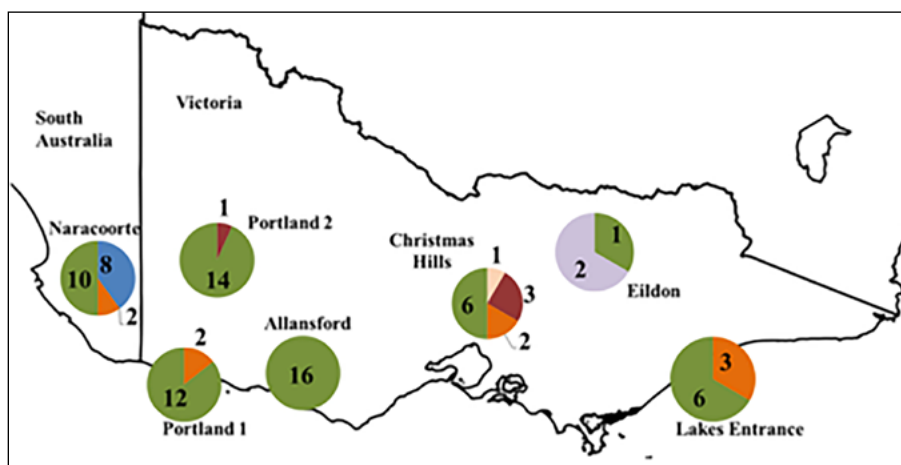 South
Australia
Victoria
Naracoorte
10
8
2
1
Portland 2
14
Christmas
Hills
1
6
3
2
1
2
Eildon
Allansford
16
2
12
Portland 1
3
6
Lakes Entrance